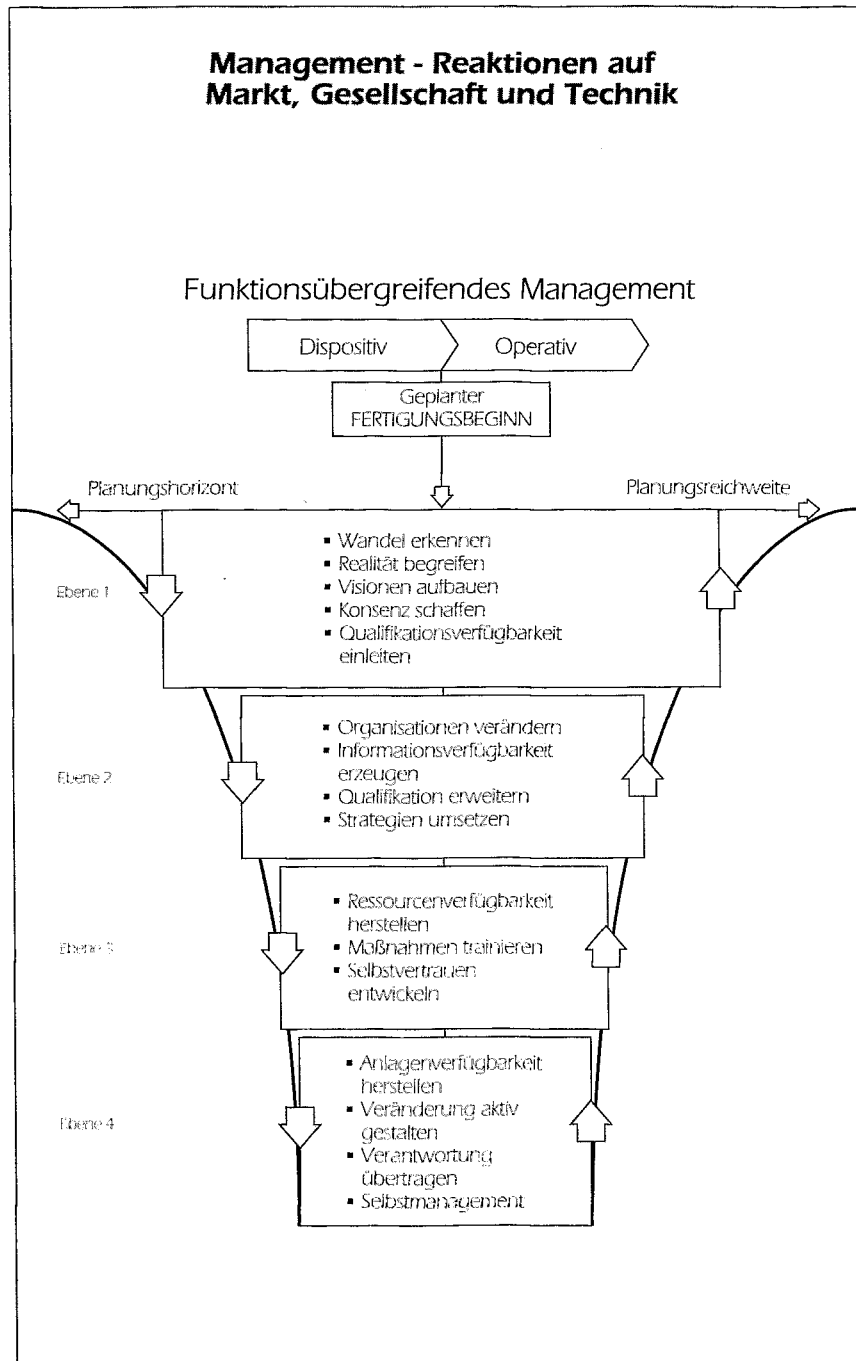 Management - Reaktionen auf
Markt, Gesellschaft und Technik
Funktionsübergreifendes Management
Dispositiv
Operativ
Geplanter
FERTIGUNGSBEGINN
Planungshorizont
Planungsreichweite
Ebene 1
▪ Wandel erkennen
▪ Realität begreifen
▪ Visionen aufbauen
▪ Konsenz schaffen
▪ Qualifikationsverfügbarkeit
einleiten
Ebene 2
▪ Organisationen verändern
▪ Informationsverfügbarkeit
erzeugen
▪ Qualifikation erweitern
▪ Strategien umsetzen
Ebene 3
▪ Ressourcenverfügbarkeit
herstellen
▪ Maßnahmen trainieren
▪ Selbstvertrauen
entwickeln
Ebene 4
▪ Anlagenverfügbarkeit
herstellen
▪ Veränderung aktiv
gestalten
▪ Verantwortung
übertragen
▪ Selbstmanagement